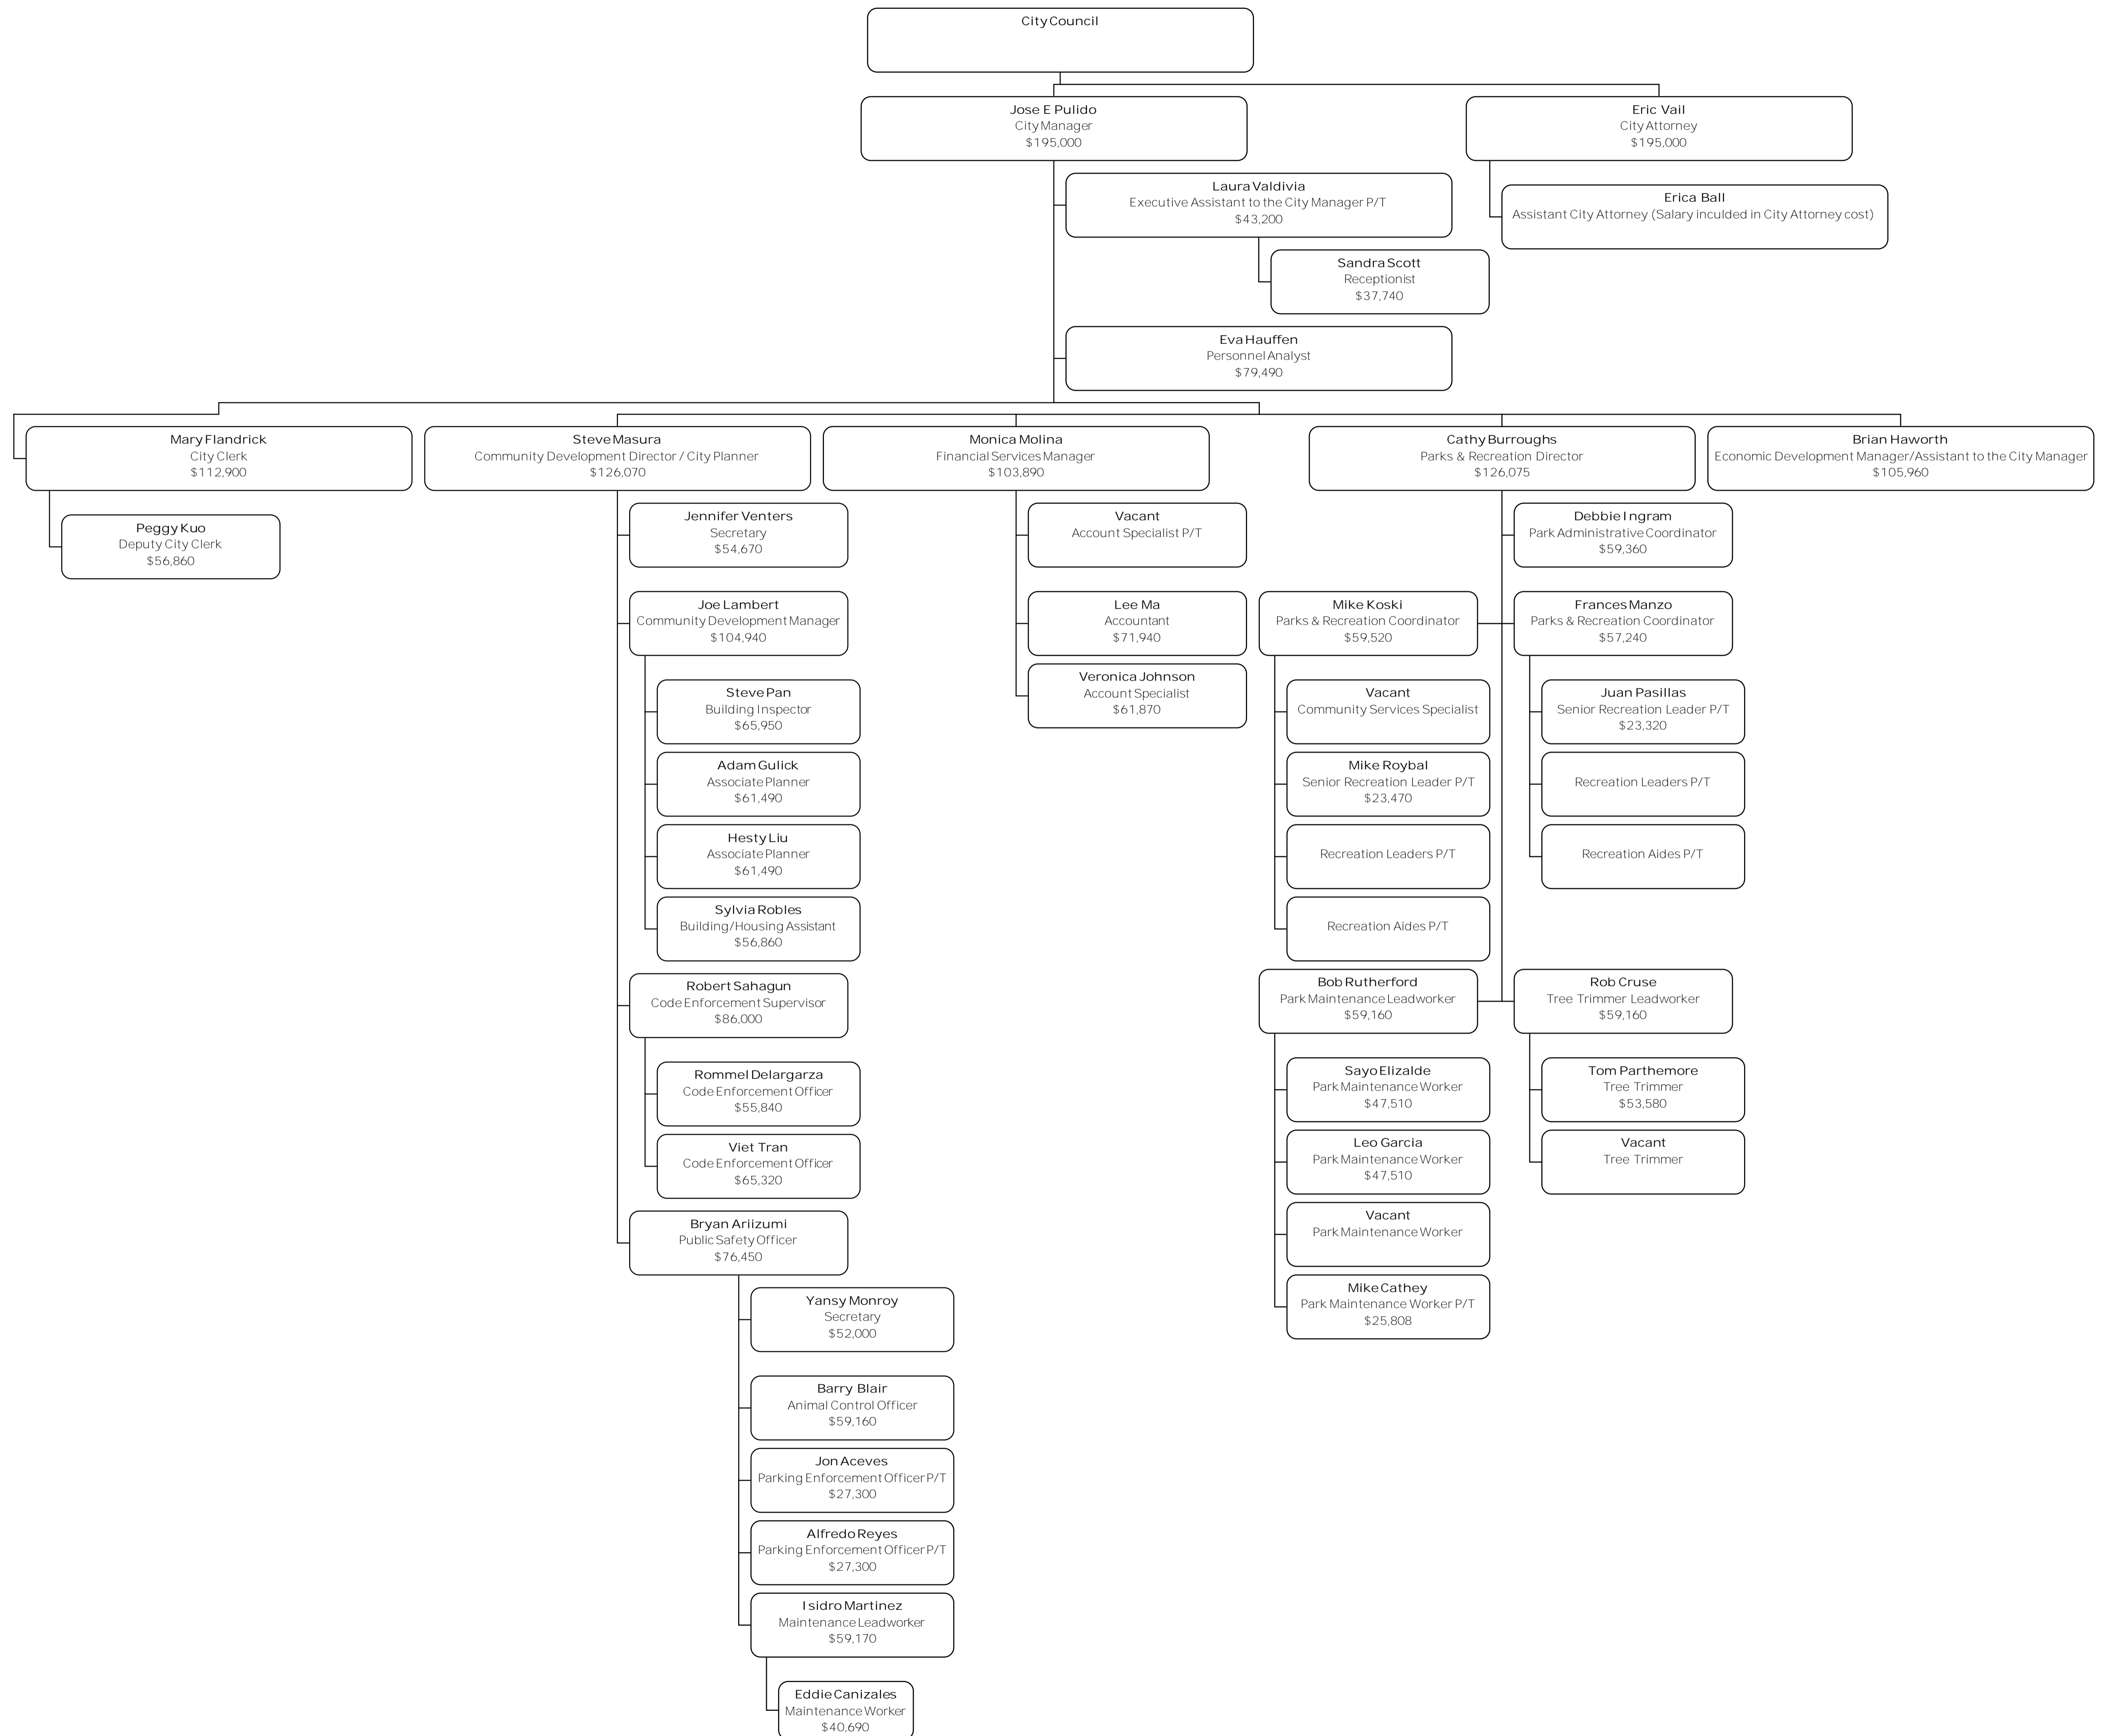 City Council
Jose E Pulido
City Manager
$195,000
Eric Vail
City Attorney
$195,000
Laura Valdivia
Executive Assistant to the City Manager P/T
$43,200
Erica Ball
Assistant City Attorney (Salary inculded in City Attorney cost)
Sandra Scott
Receptionist
$37,740
Eva Hauffen
Personnel Analyst
$79,490
Mary Flandrick
City Clerk
$112,900
Peggy Kuo
Deputy City Clerk
$56,860
Steve Masura
Community Development Director / City Planner
$126,070
Jennifer Venters
Secretary
$54,670
Joe Lambert
Community Development Manager
$104,940
Steve Pan
Building Inspector
$65,950
Adam Gulick
Associate Planner
$61,490
Hesty Liu
Associate Planner
$61,490
Sylvia Robles
Building/Housing Assistant
$56,860
Robert Sahagun
Code Enforcement Supervisor
$86,000
Rommel Delargarza
Code Enforcement Officer
$55,840
Viet Tran
Code Enforcement Officer
$65,320
Bryan Ariizumi
Public Safety Officer
$76,450
Yansy Monroy
Secretary
$52,000
Barry Blair
Animal Control Officer
$59,160
Jon Aceves
Parking Enforcement Officer P/T
$27,300
Alfredo Reyes
Parking Enforcement Officer P/T
$27,300
Isidro Martinez
Maintenance Leadworker
$59,170
Eddie Canizales
Maintenance Worker
$40,690
Monica Molina
Financial Services Manager
$103,890
Vacant
Account Specialist P/T
Lee Ma
Accountant
$71,940
Veronica Johnson
Account Specialist
$61,870
Cathy Burroughs
Parks & Recreation Director
$126,075
Debbie Ingram
Park Administrative Coordinator
$59,360
Mike Koski
Parks & Recreation Coordinator
$59,520
Vacant
Community Services Specialist
Mike Roybal
Senior Recreation Leader P/T
$23,470
Recreation Leaders P/T
Recreation Aides P/T
Frances Manzo
Parks & Recreation Coordinator
$57,240
Juan Pasillas
Senior Recreation Leader P/T
$23,320
Recreation Leaders P/T
Recreation Aides P/T
Bob Rutherford
Park Maintenance Leadworker
$59,160
Sayo Elizalde
Park Maintenance Worker
$47,510
Leo Garcia
Park Maintenance Worker
$47,510
Vacant
Park Maintenance Worker
Mike Cathey
Park Maintenance Worker P/T
$25,808
Rob Cruse
Tree Trimmer Leadworker
$59,160
Tom Parthemore
Tree Trimmer
$53,580
Vacant
Tree Trimmer
Brian Haworth
Economic Development Manager/Assistant to the City Manager
$105,960